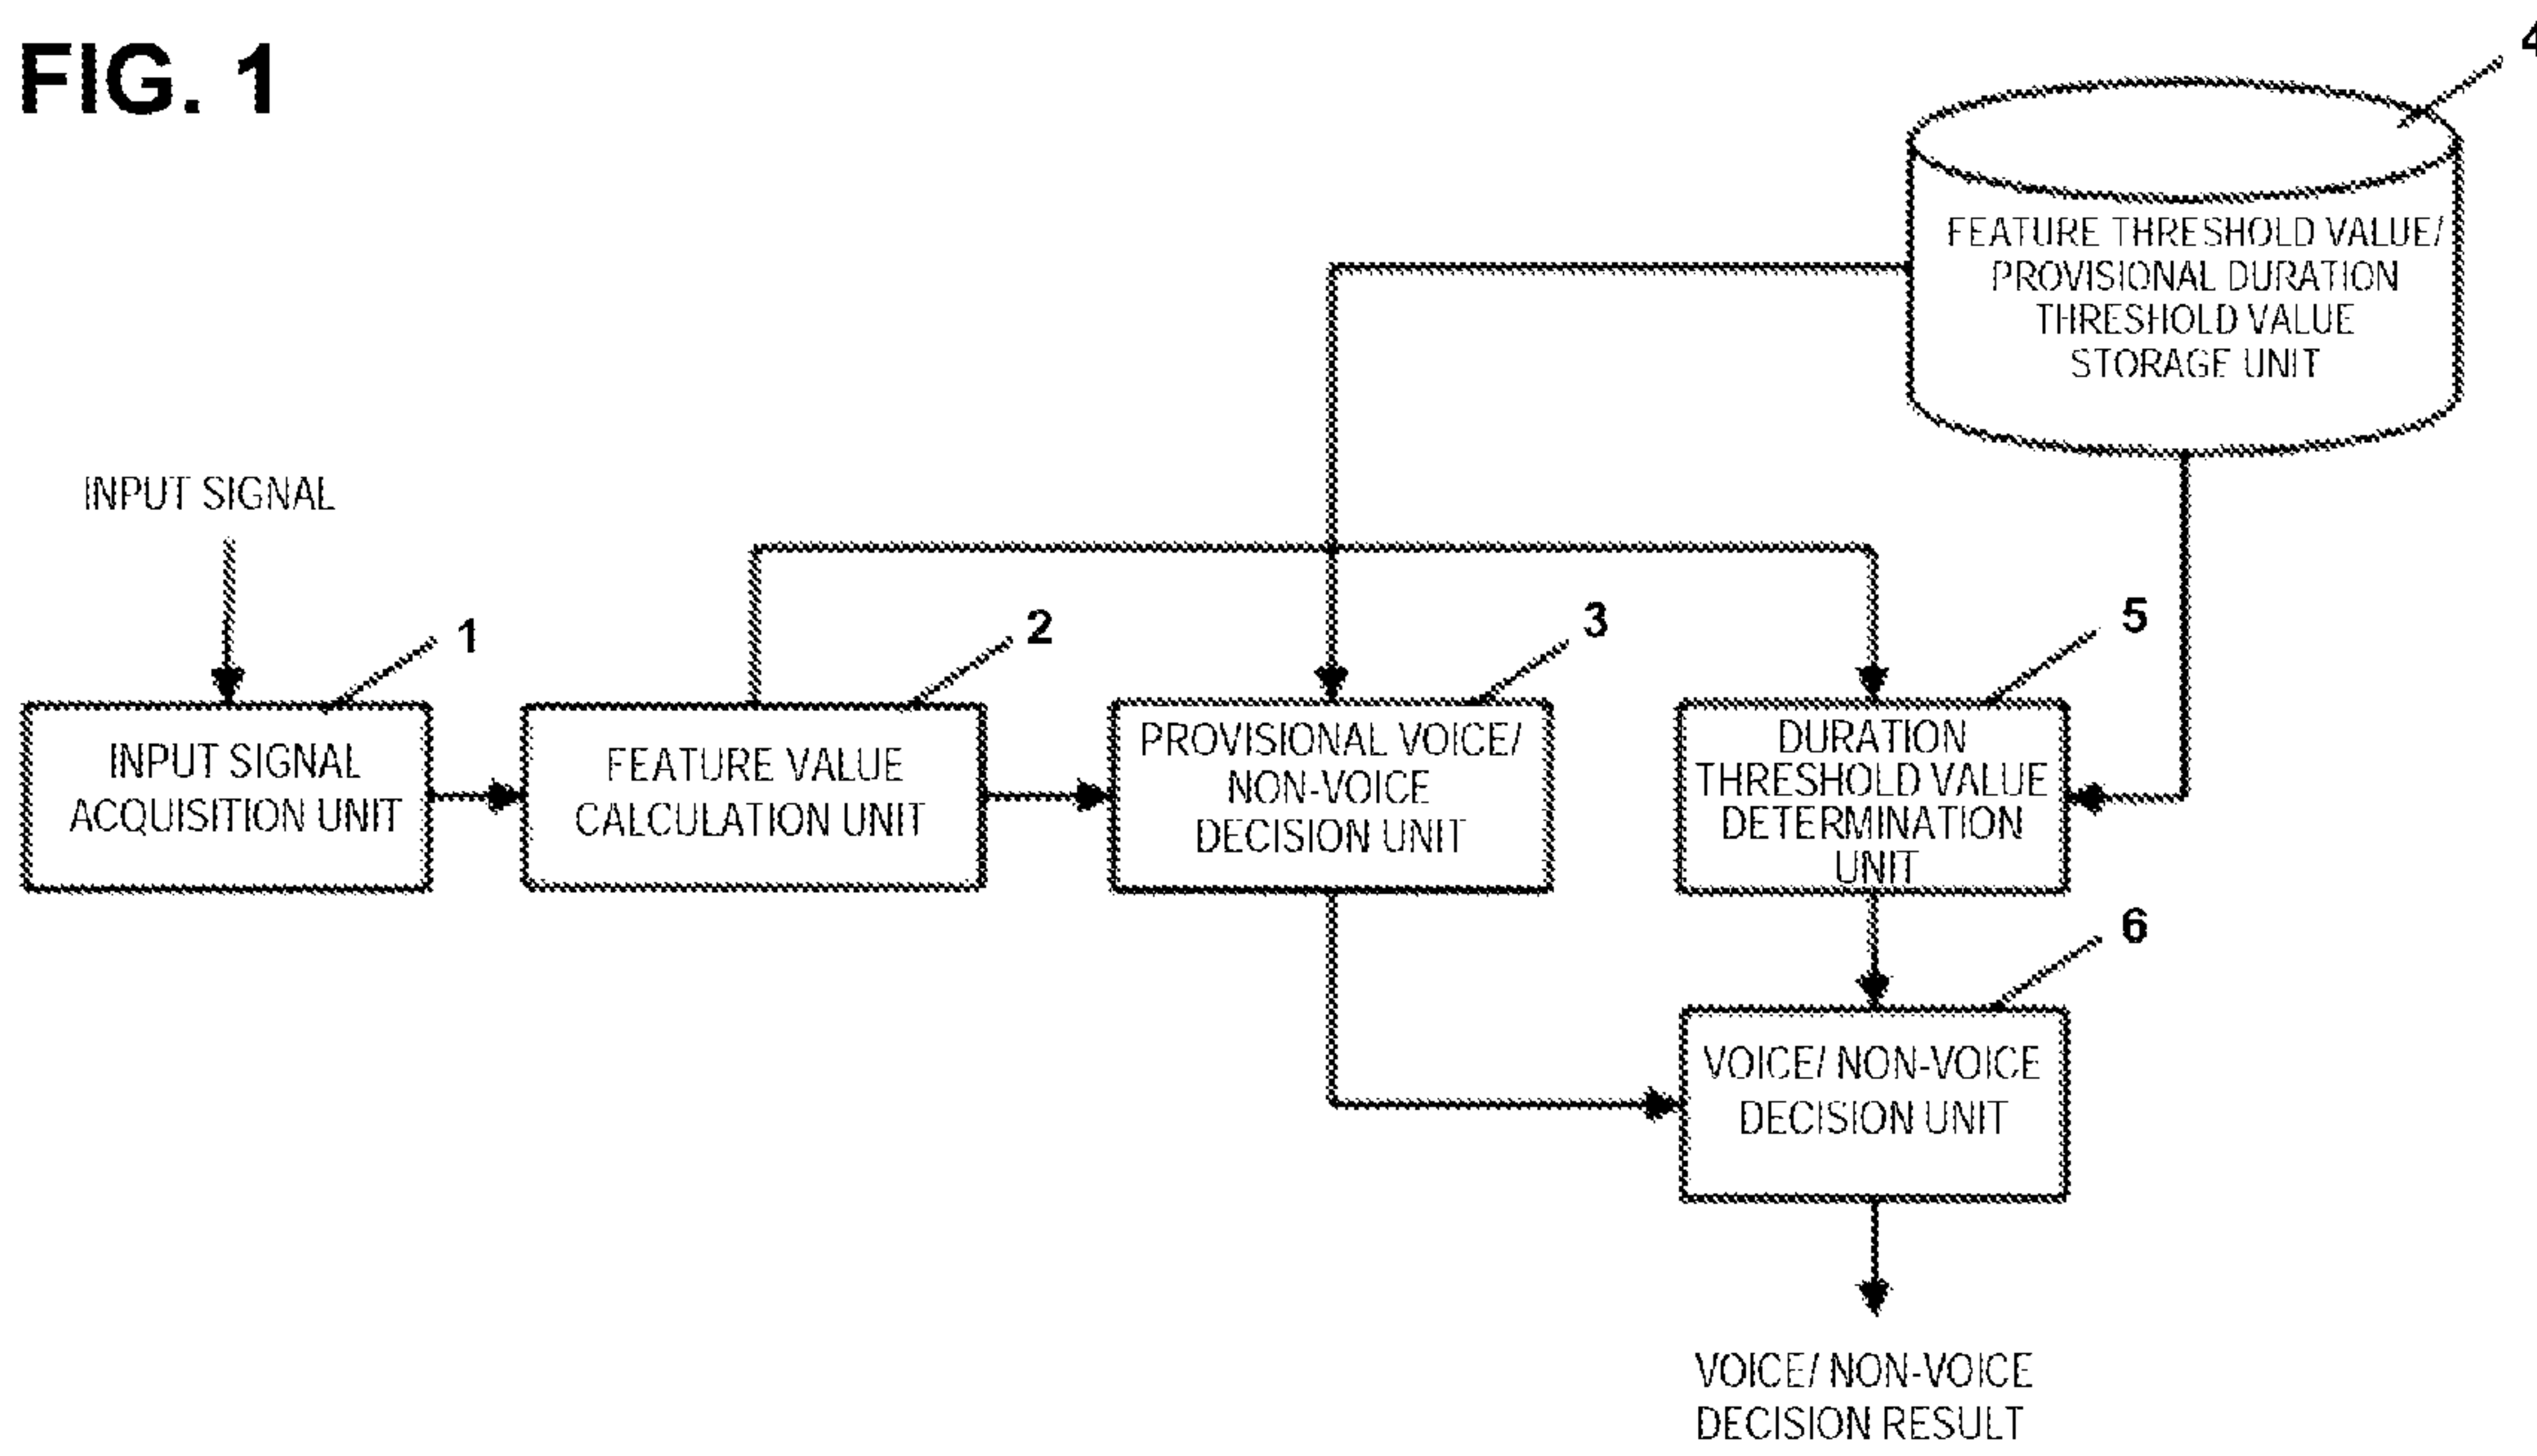 FIG. 1
4
FEATURE THRESHOLD VALUE/
PROVISIONAL DURATION
THRESHOLD VALUE
STORAGE UNIT
INPUT SIGNAL
1
2
3
5
INPUT SIGNAL
ACQUISITION UNIT
FEATURE VALUE
CALCULATION UNIT
PROVISIONAL VOICE/
NON-VOICE
DECISION UNIT
DURATION
THRESHOLD VALUE
DETERMINATION
UNIT
6
VOICE/ NON-VOICE
DECISION UNIT
VOICE/ NON-VOICE
DECISION RESULT